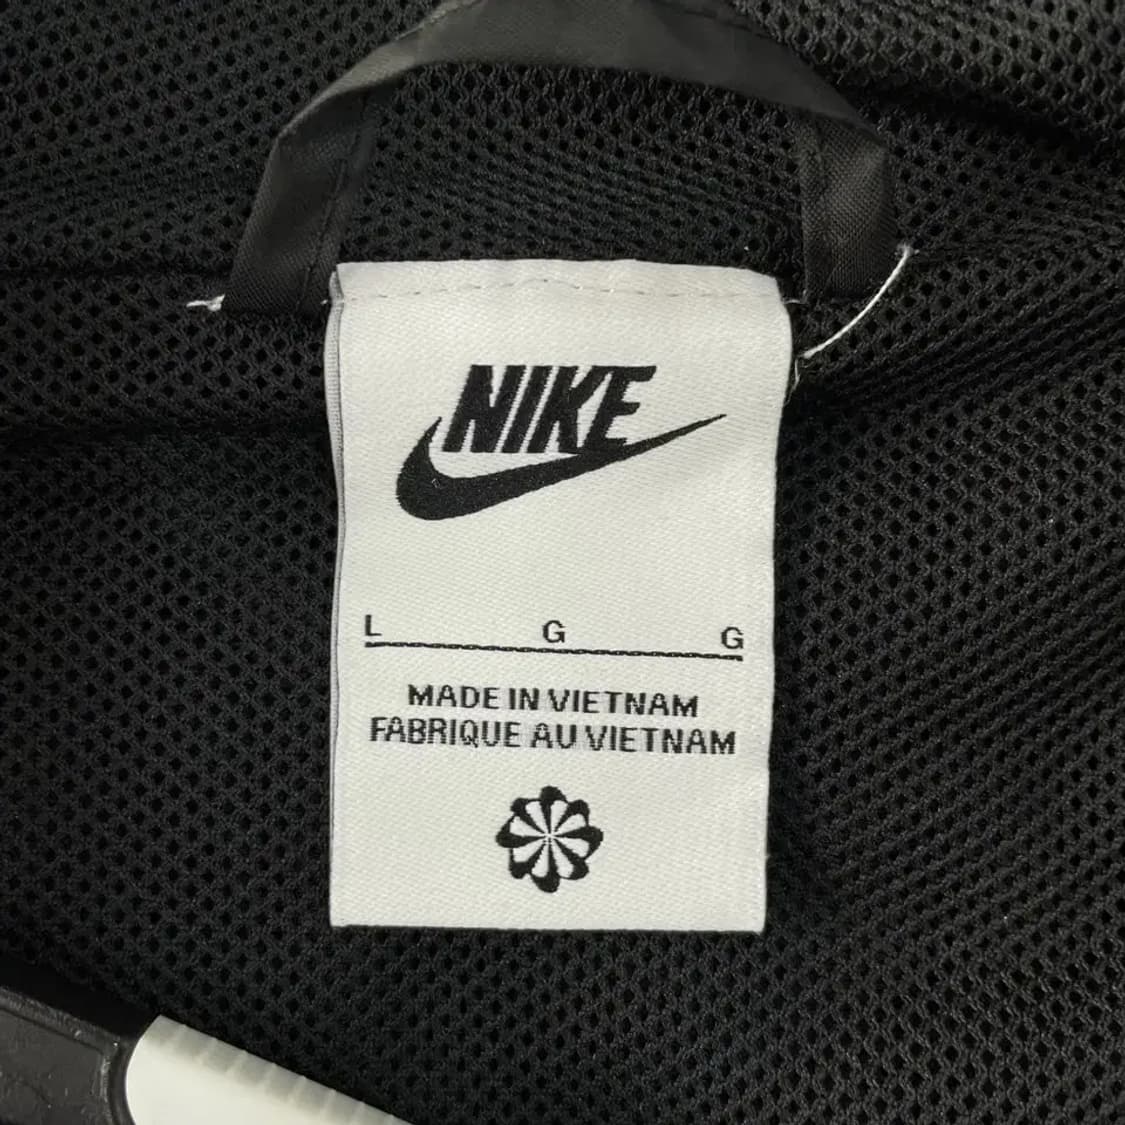 NIKE
L G G
MADE IN VIETNAM
FABRIQUE AU VIETNAM